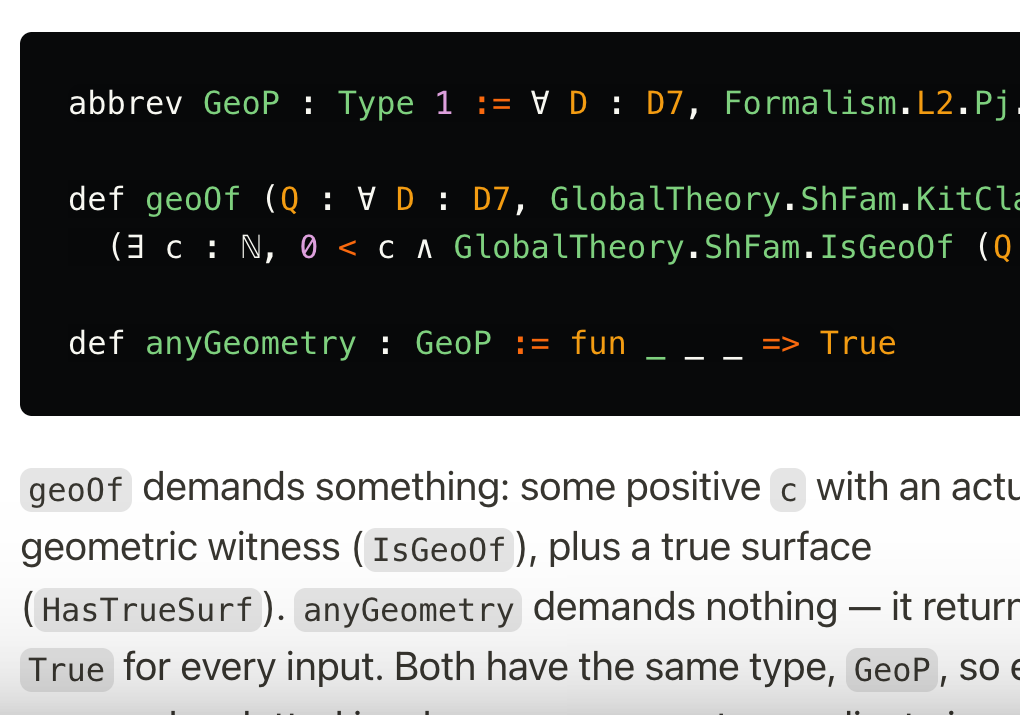 abbrev GeoP : Type 1 := ∀ D : D7, Formalism.L2.Pj.
def geoOf (Q : ∀ D : D7, GlobalTheory.ShFam.KitCla
(∃ c : ℕ, 0 < c ∧ GlobalTheory.ShFam.IsGeoOf (Q
def anyGeometry : GeoP := fun _ _ _ => True
geoOf demands something: some positive c with an actu
geometric witness (IsGeoOf), plus a true surface
(HasTrueSurf). anyGeometry demands nothing — it return
True for every input. Both have the same type, GeoP, so e